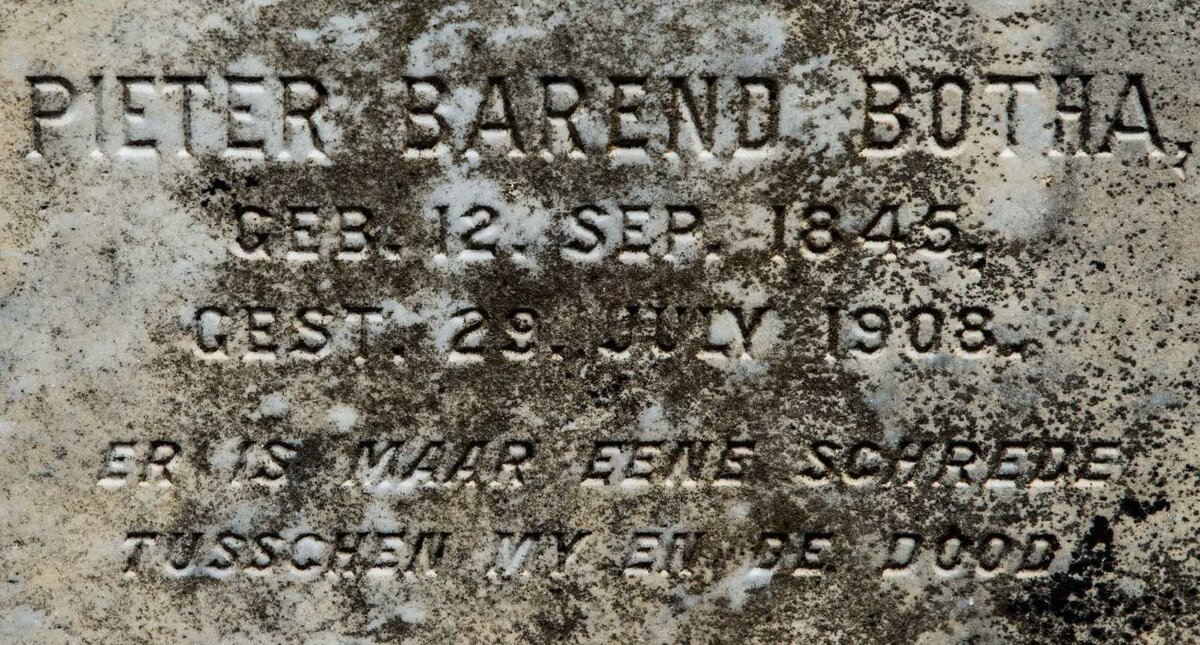 PIETER BAREND BOTHA,
GEB. 12. SEP. 1845,
GEST. 29. JULY 1908.
ER IS MAAR EENE SCHREDE
TUSSCHEN MY EN DE DOOD